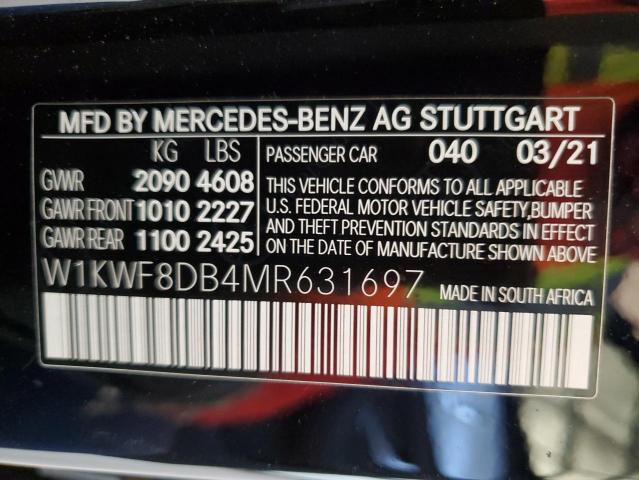 MFD BY MERCEDES-BENZ AG STUTTGART
KG LBS
GVWR 2090 4608
GAWR FRONT 1010 2227
GAWR REAR 1100 2425
PASSENGER CAR 040 03/21
THIS VEHICLE CONFORMS TO ALL APPLICABLE
U.S. FEDERAL MOTOR VEHICLE SAFETY, BUMPER
AND THEFT PREVENTION STANDARDS IN EFFECT
ON THE DATE OF MANUFACTURE SHOWN ABOVE
W1KWF8DB4MR631697 MADE IN SOUTH AFRICA